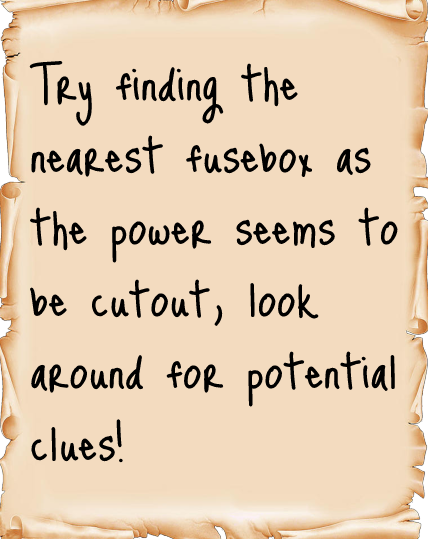 Try finding the
nearest fusebox as
the power seems to
be cutout, look
around for potential
clues!